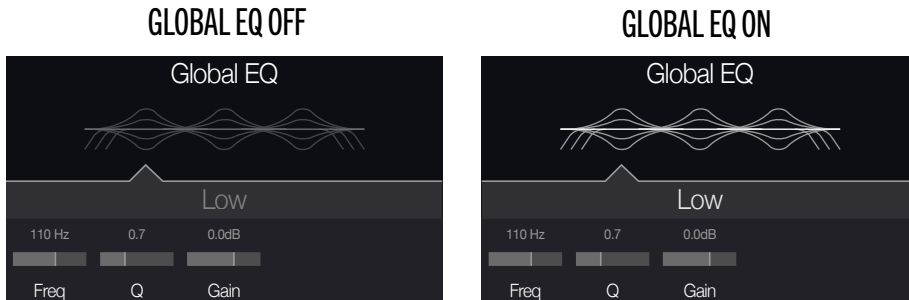 GLOBAL EQ OFF
GLOBAL EQ ON
Global EQ
Low
110 Hz 0.7 0.0dB
Freq Q Gain
Global EQ
Low
110 Hz 0.7 0.0dB
Freq Q Gain